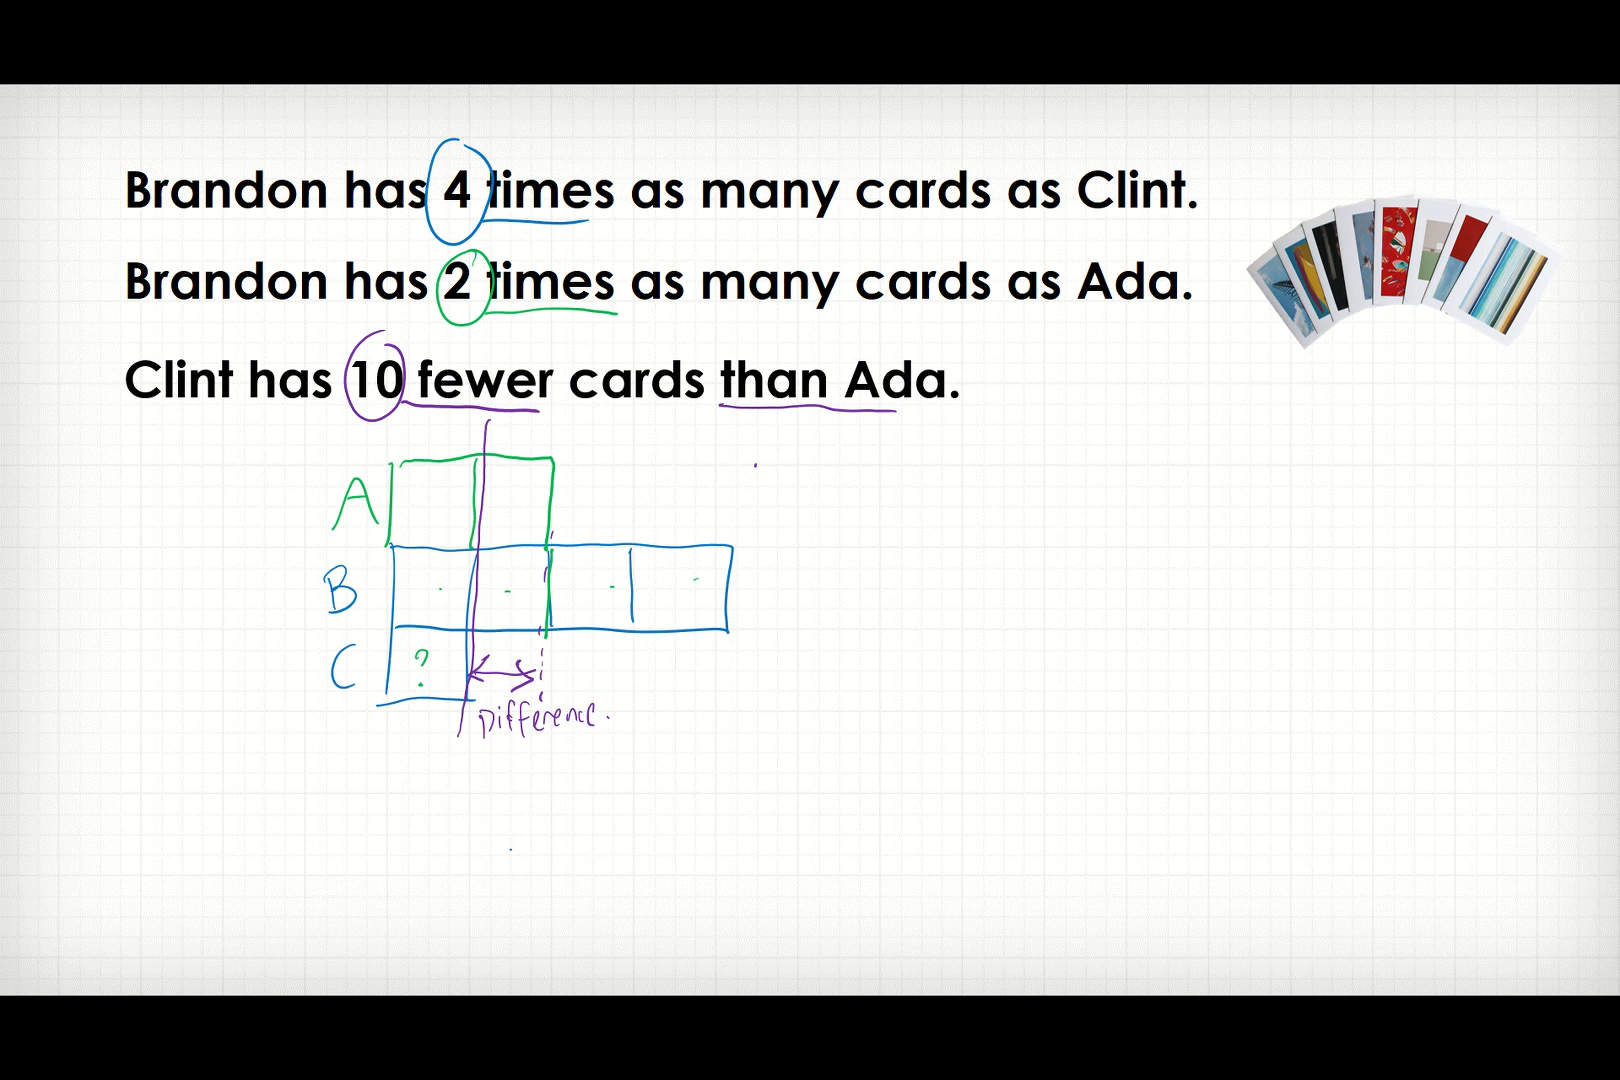 Brandon has 4 times as many cards as Clint.
Brandon has 2 times as many cards as Ada.
Clint has 10 fewer cards than Ada.
A
B
C ?
Difference.